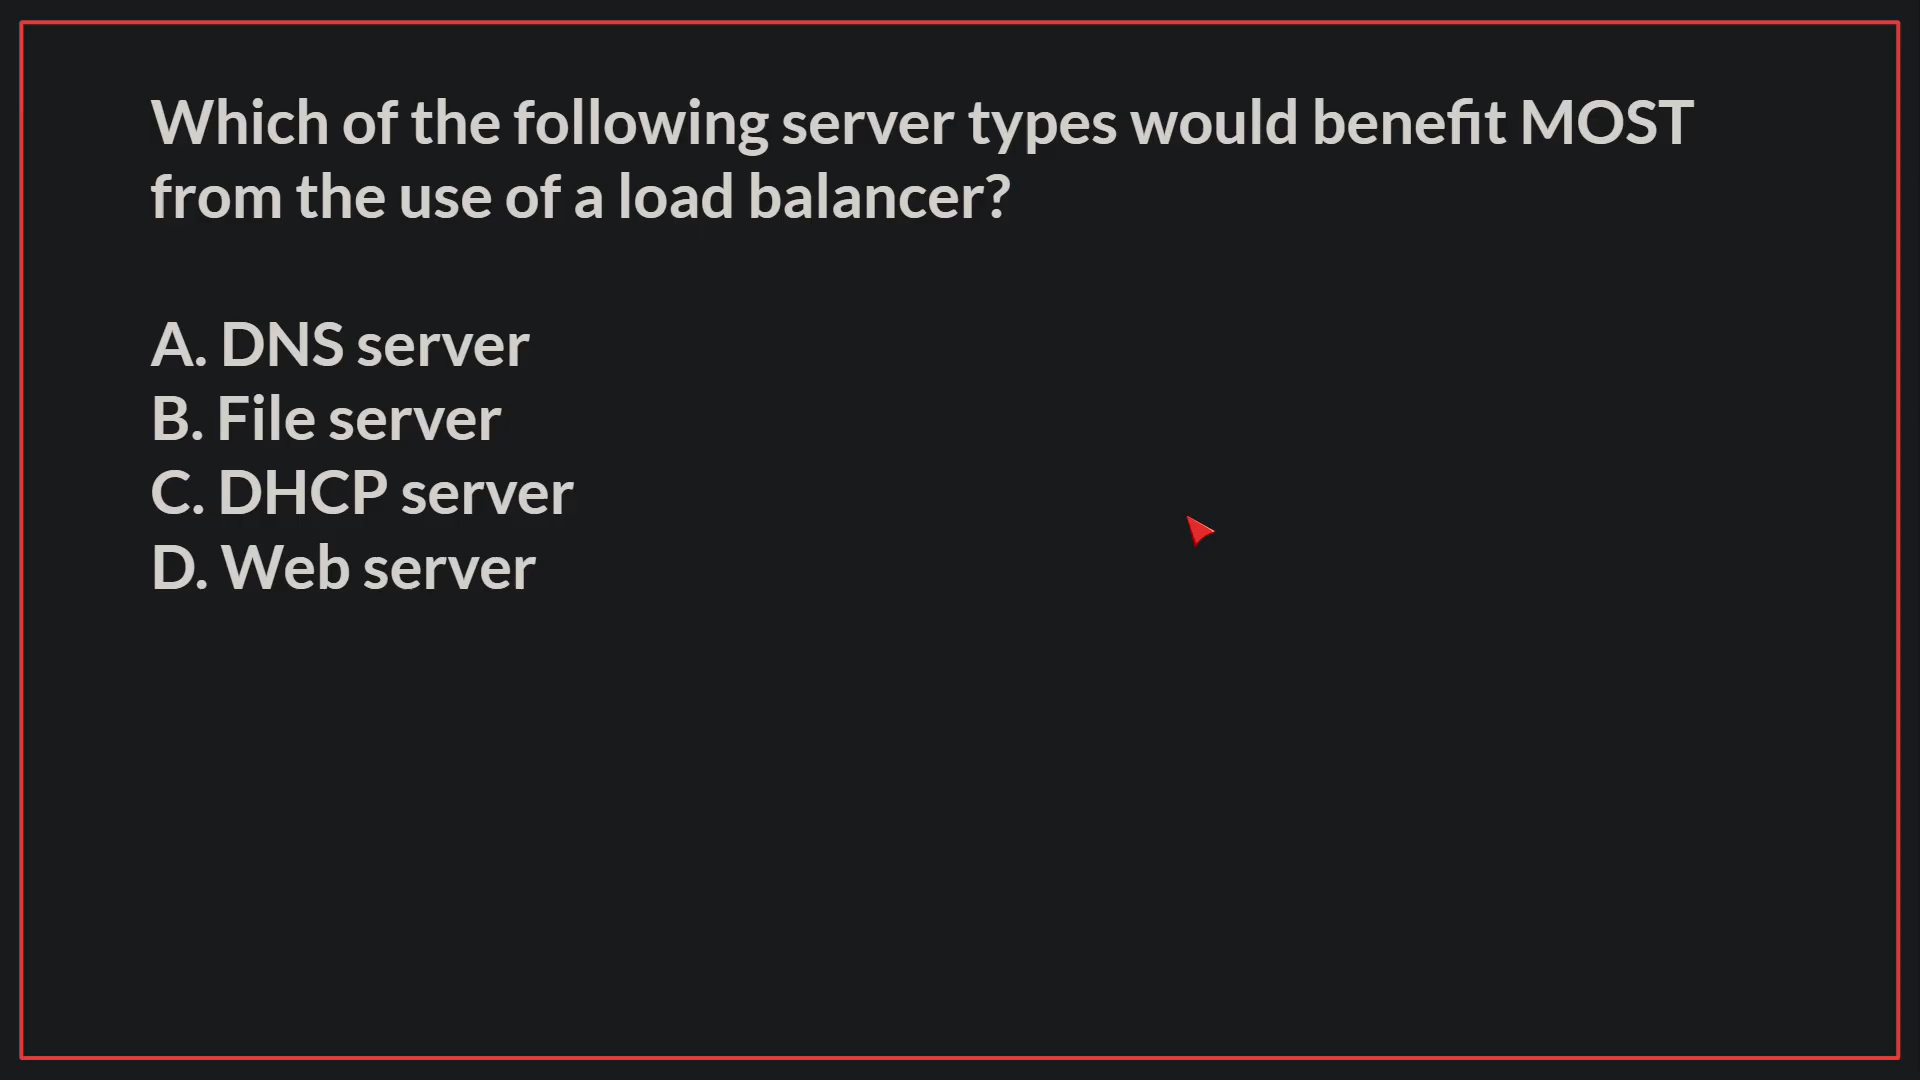 Which of the following server types would benefit MOST
from the use of a load balancer?
A. DNS server
B. File server
C. DHCP server
D. Web server